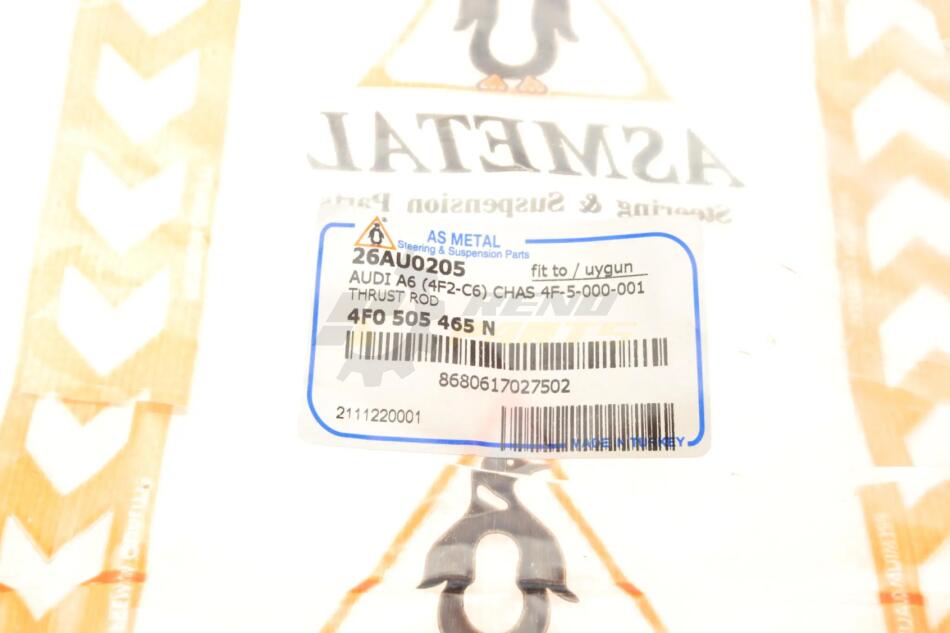 ASMETAL
Steering & Suspension Parts
AS METAL
Steering & Suspension Parts
26AU0205
fit to / uygun
AUDI A6 (4F2-C6) CHAS 4F-5-000-001
THRUST ROD
4F0 505 465 N
8680617027502
2111220001
MADE IN TURKEY